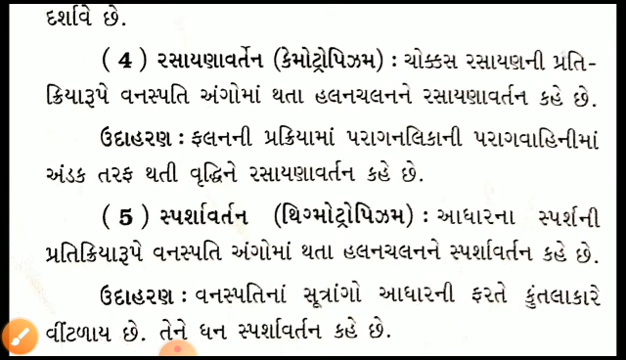 દર્શાવે છે.
( 4 ) રસાયણાવર્તન (કેમોટ્રોપિઝમ) : ચોક્કસ રસાયણની પ્રતિ-
ક્રિયારૂપે વનસ્પતિ અંગોમાં થતા હલનચલનને રસાયણાવર્તન કહે છે.
ઉદાહરણ : ફલનની પ્રક્રિયામાં પરાગનલિકાની પરાગવાહિનીમાં
અંડક તરફ થતી વૃદ્ધિને રસાયણાવર્તન કહે છે.
( 5 ) સ્પર્શાવર્તન (થિગ્મોટ્રોપિઝમ) : આધારના સ્પર્શની
પ્રતિક્રિયારૂપે વનસ્પતિ અંગોમાં થતા હલનચલનને સ્પર્શાવર્તન કહે છે.
ઉદાહરણ : વનસ્પતિનાં સૂત્રાંગો આધારની ફરતે કુંતલાકારે
વીંટળાય છે. તેને ધન સ્પર્શાવર્તન કહે છે.